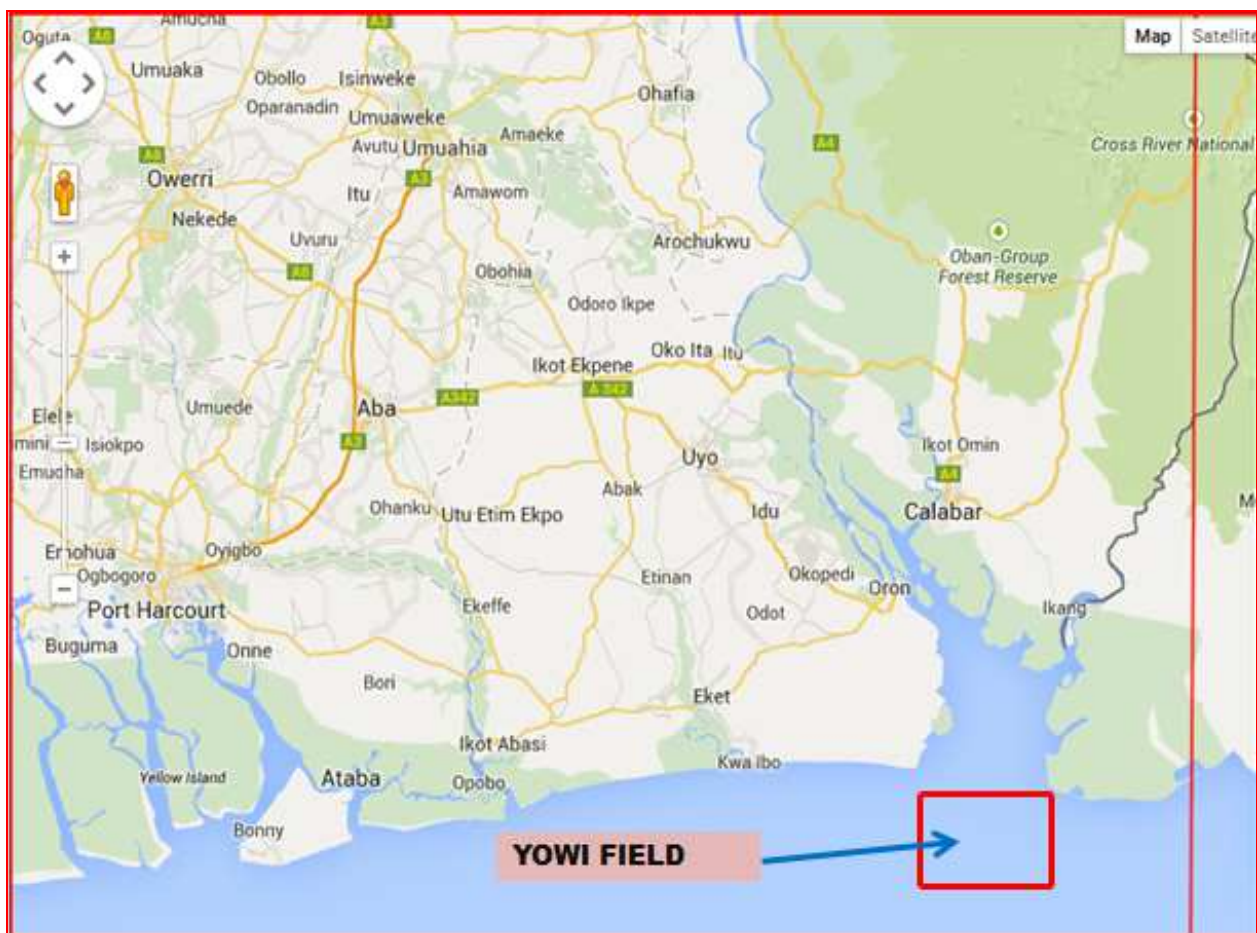 Amucha
A3
Oguta
A6
Map
Satellite
Umuaka
Obollo
Isinweke
Oparanadin
Ohafia
Umuaweke
Amaeke
A6
Avutu
Umuahia
A4
Cross River National
Owerri
Itu
A3
Amawom
Nekede
Uvuru
Arochukwu
A6
Obohia
Oban-Group
Forest Reserve
Odoro Ikpe
Oko Ita
Itu
Ikot Ekpene
A342
A 342
Elele
Umuede
Aba
Isiokpo
A3
Ikot Omin
Uyo
Emuoha
A4
Abak
Ohanku
Utu Etim Ekpo
Idu
Calabar
Oyigbo
Ogbogoro
Etinan
Okopedi
Oron
Port Harcourt
Ekeffe
Odot
Ikang
Buguma
Onne
Bori
Eket
Ikot Abasi
Kwa Ibo
Yellow Island
Ataba
Opobo
Bonny
YOWI FIELD